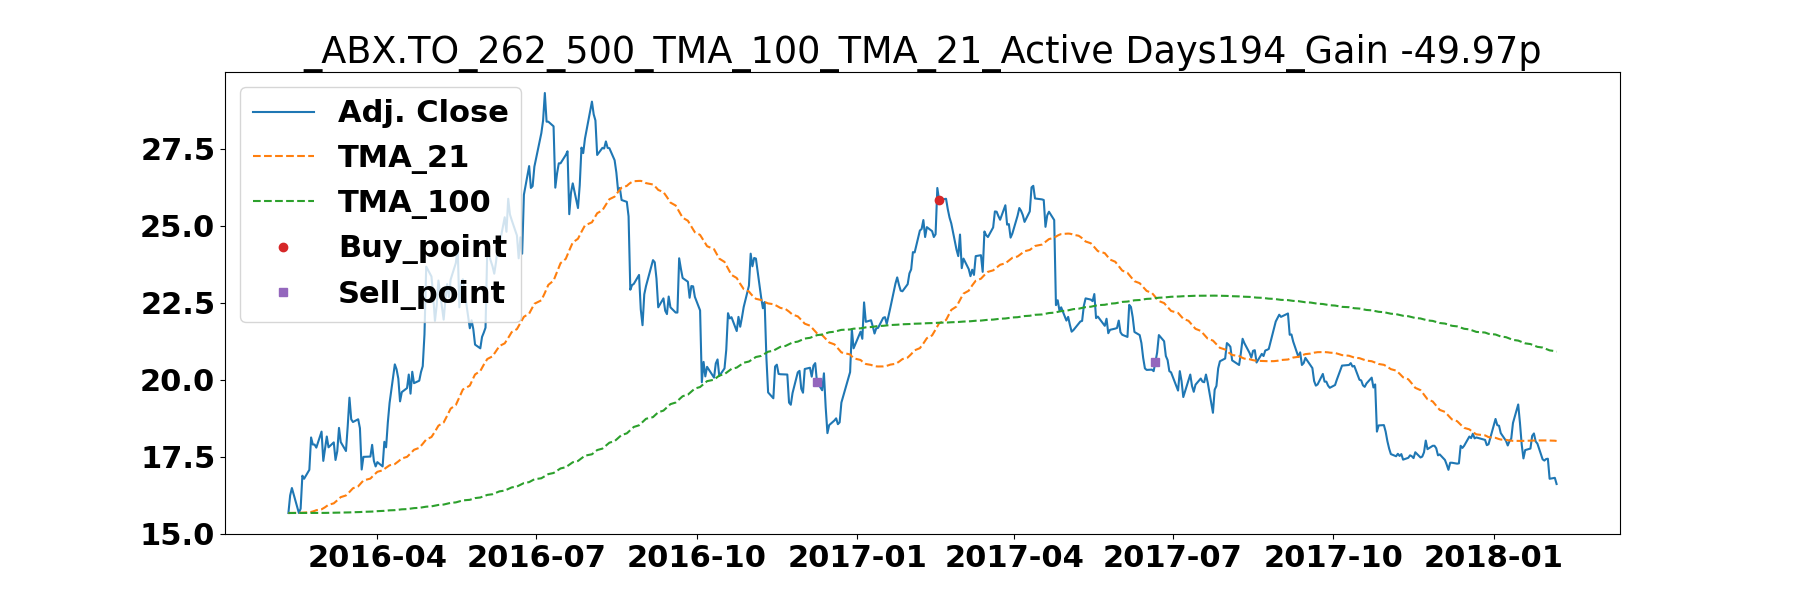 _ABX.TO_262_500_TMA_100_TMA_21_Active Days194_Gain -49.97p
Adj. Close
TMA_21
TMA_100
Buy_point
Sell_point
27.5
25.0
22.5
20.0
17.5
15.0
2016-04 2016-07 2016-10 2017-01 2017-04 2017-07 2017-10 2018-01